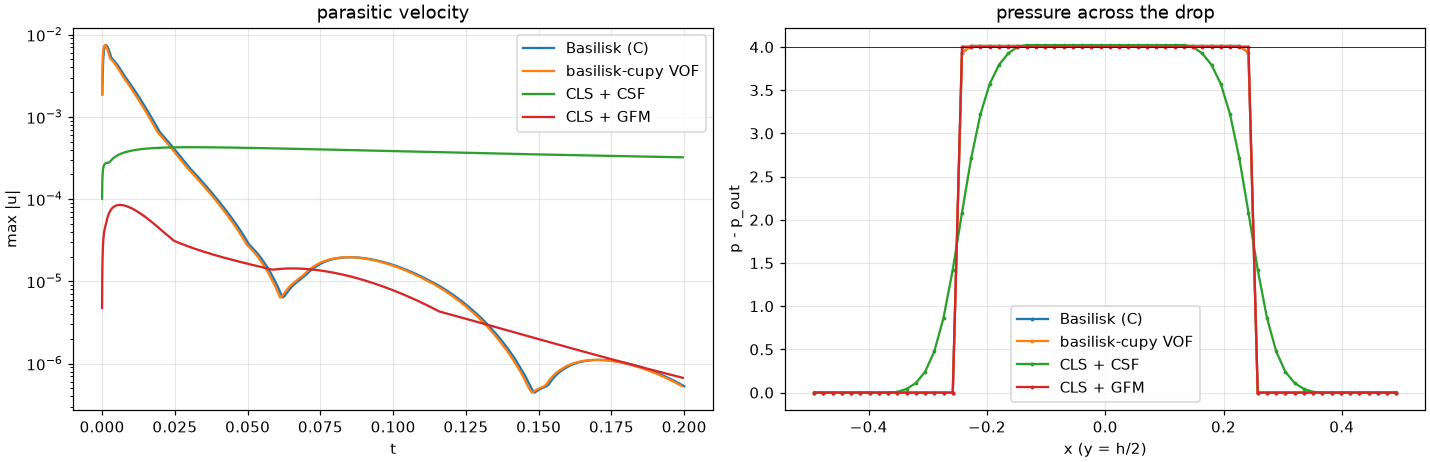 parasitic velocity
10⁻²
10⁻³
10⁻⁴
10⁻⁵
10⁻⁶
max |u|
0.000 0.025 0.050 0.075 0.100 0.125 0.150 0.175 0.200
t
Basilisk (C)
basilisk-cupy VOF
CLS + CSF
CLS + GFM
pressure across the drop
4.0
3.5
3.0
2.5
2.0
1.5
1.0
0.5
0.0
p - p_out
−0.4 −0.2 0.0 0.2 0.4
x (y = h/2)
Basilisk (C)
basilisk-cupy VOF
CLS + CSF
CLS + GFM